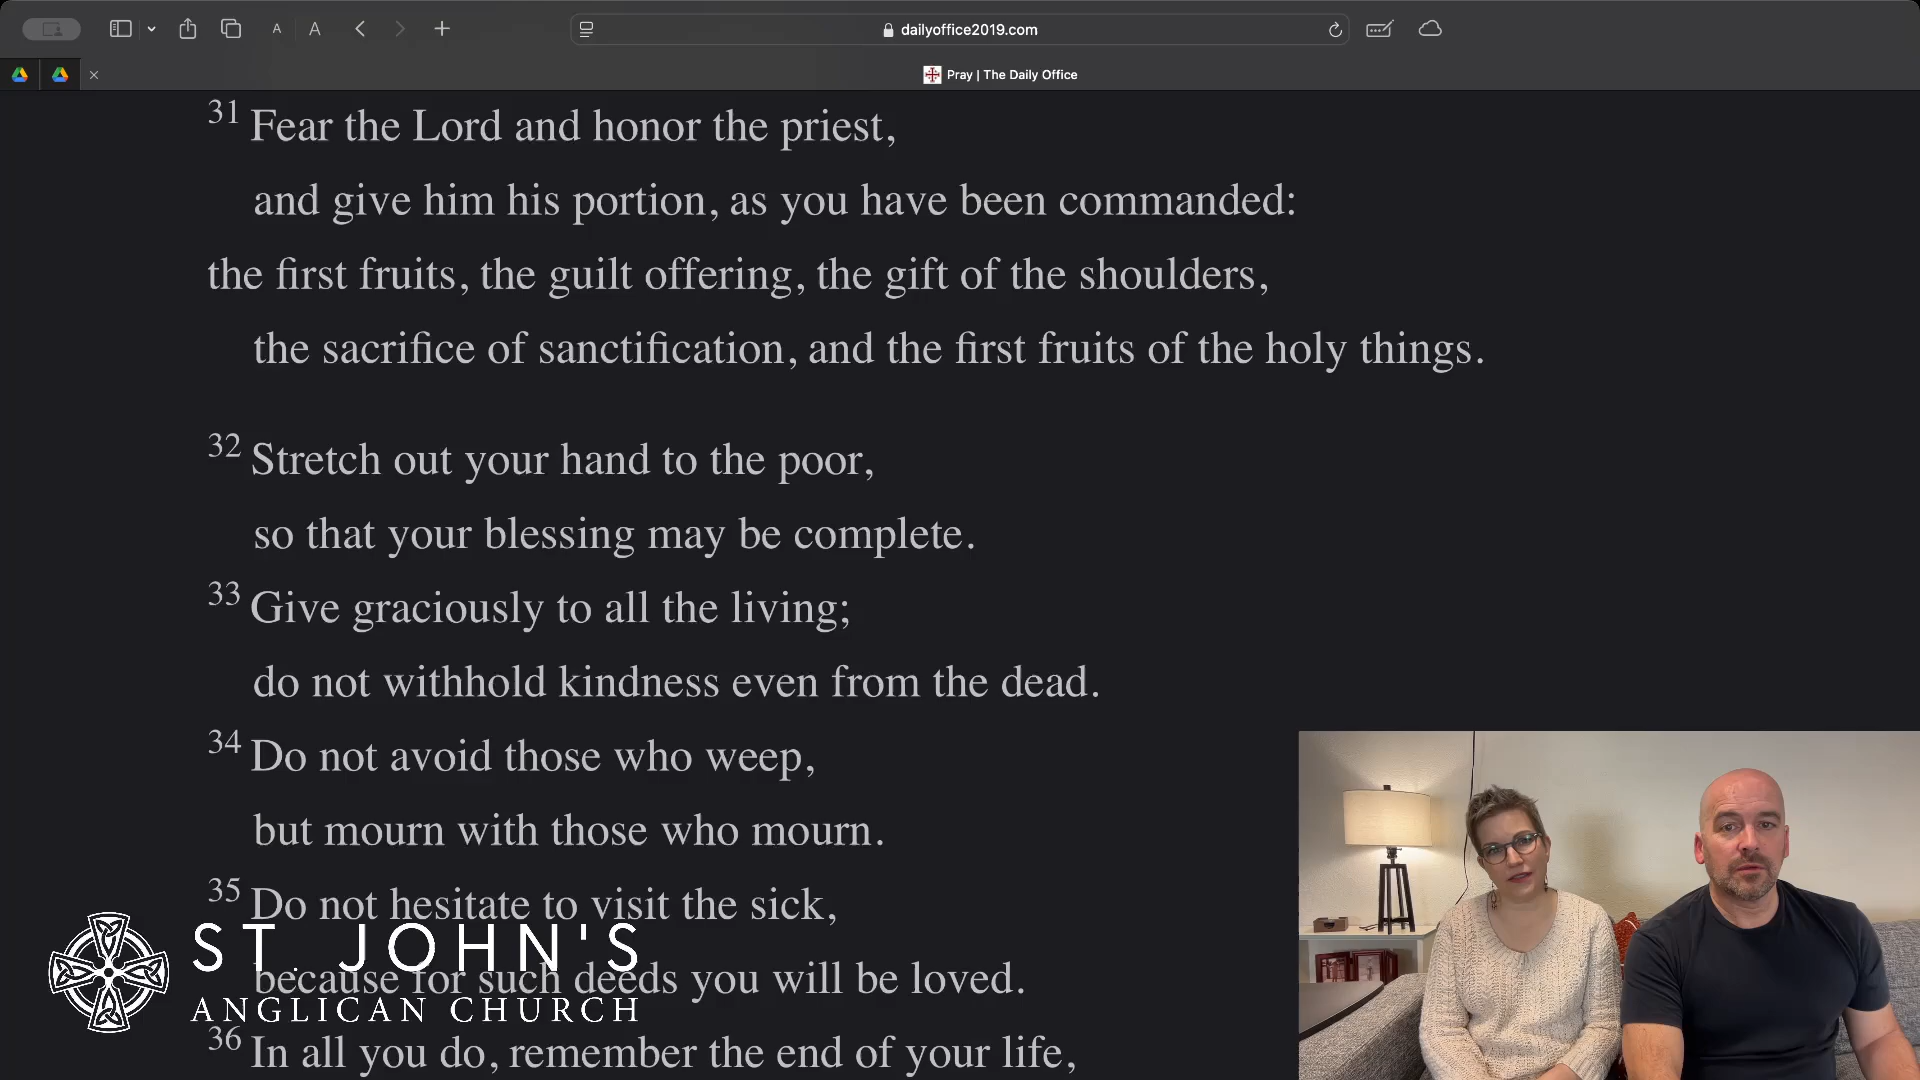 A A
dailyoffice2019.com
Pray | The Daily Office
31 Fear the Lord and honor the priest,
and give him his portion, as you have been commanded:
the first fruits, the guilt offering, the gift of the shoulders,
the sacrifice of sanctification, and the first fruits of the holy things.
32 Stretch out your hand to the poor,
so that your blessing may be complete.
33 Give graciously to all the living;
do not withhold kindness even from the dead.
34 Do not avoid those who weep,
but mourn with those who mourn.
35 Do not hesitate to visit the sick,
because for such deeds you will be loved.
36 In all you do, remember the end of your life,
ST. JOHN'S
ANGLICAN CHURCH